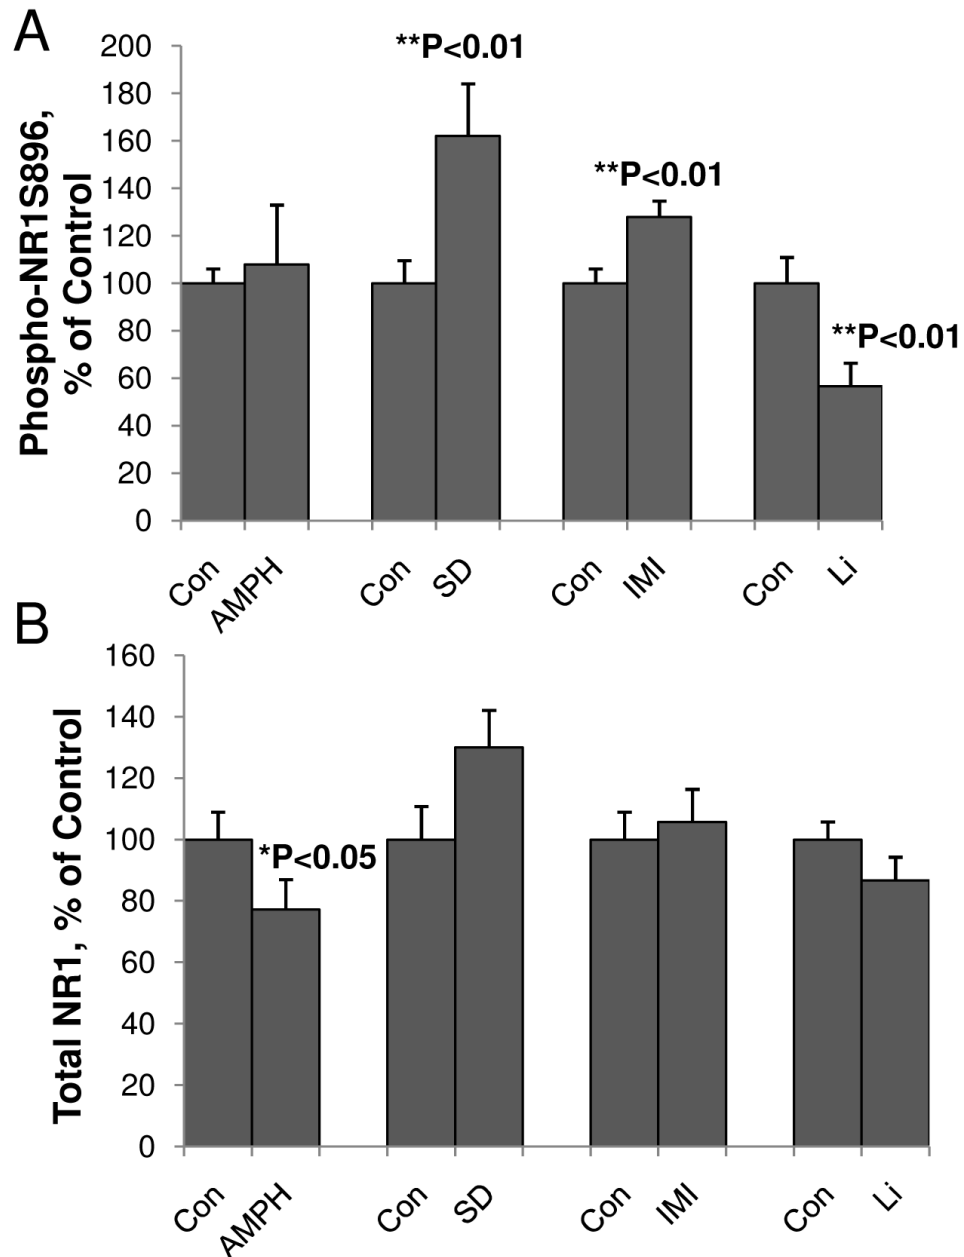 A
Phospho-NR1S896,
% of Control
200
180
160
140
120
100
80
60
40
20
0
**P<0.01
**P<0.01
**P<0.01
Con AMPH Con SD Con IMI Con Li
B
Total NR1, % of Control
160
140
120
100
80
60
40
20
0
*P<0.05
Con AMPH Con SD Con IMI Con Li